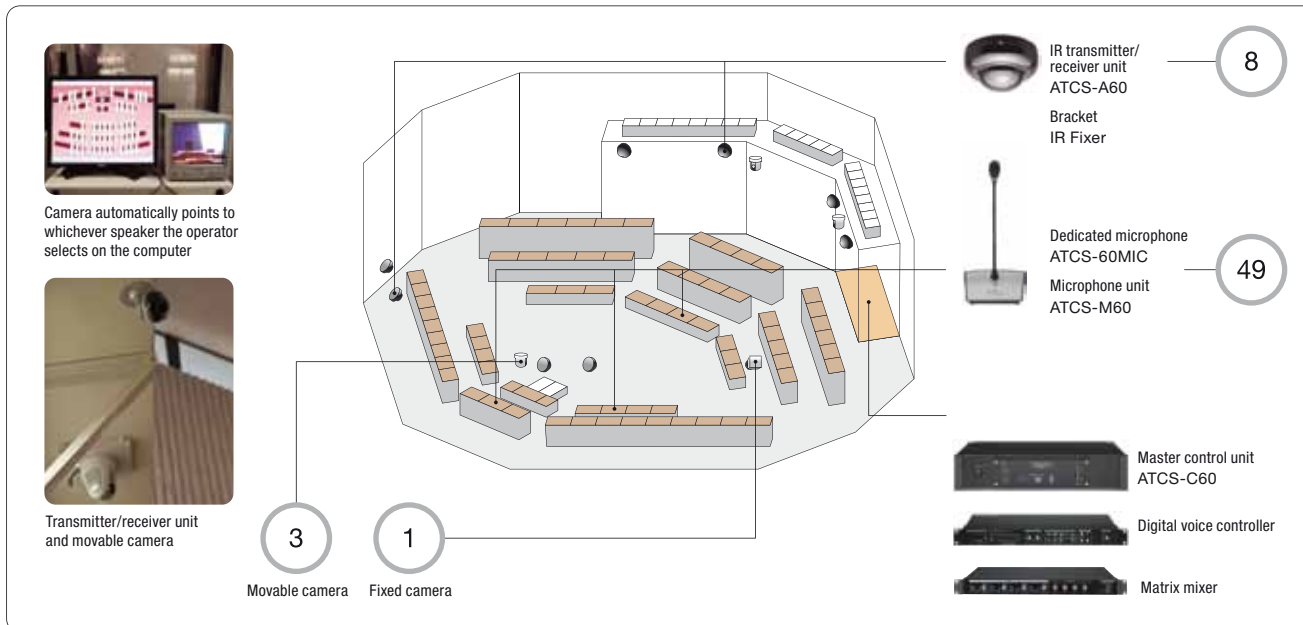 Camera automatically points to
whichever speaker the operator
selects on the computer
Transmitter/receiver unit
and movable camera
3
Movable camera
1
Fixed camera
IR transmitter/
receiver unit
ATCS-A60
Bracket
IR Fixer
8
Dedicated microphone
ATCS-60MIC
Microphone unit
ATCS-M60
49
Master control unit
ATCS-C60
Digital voice controller
Matrix mixer